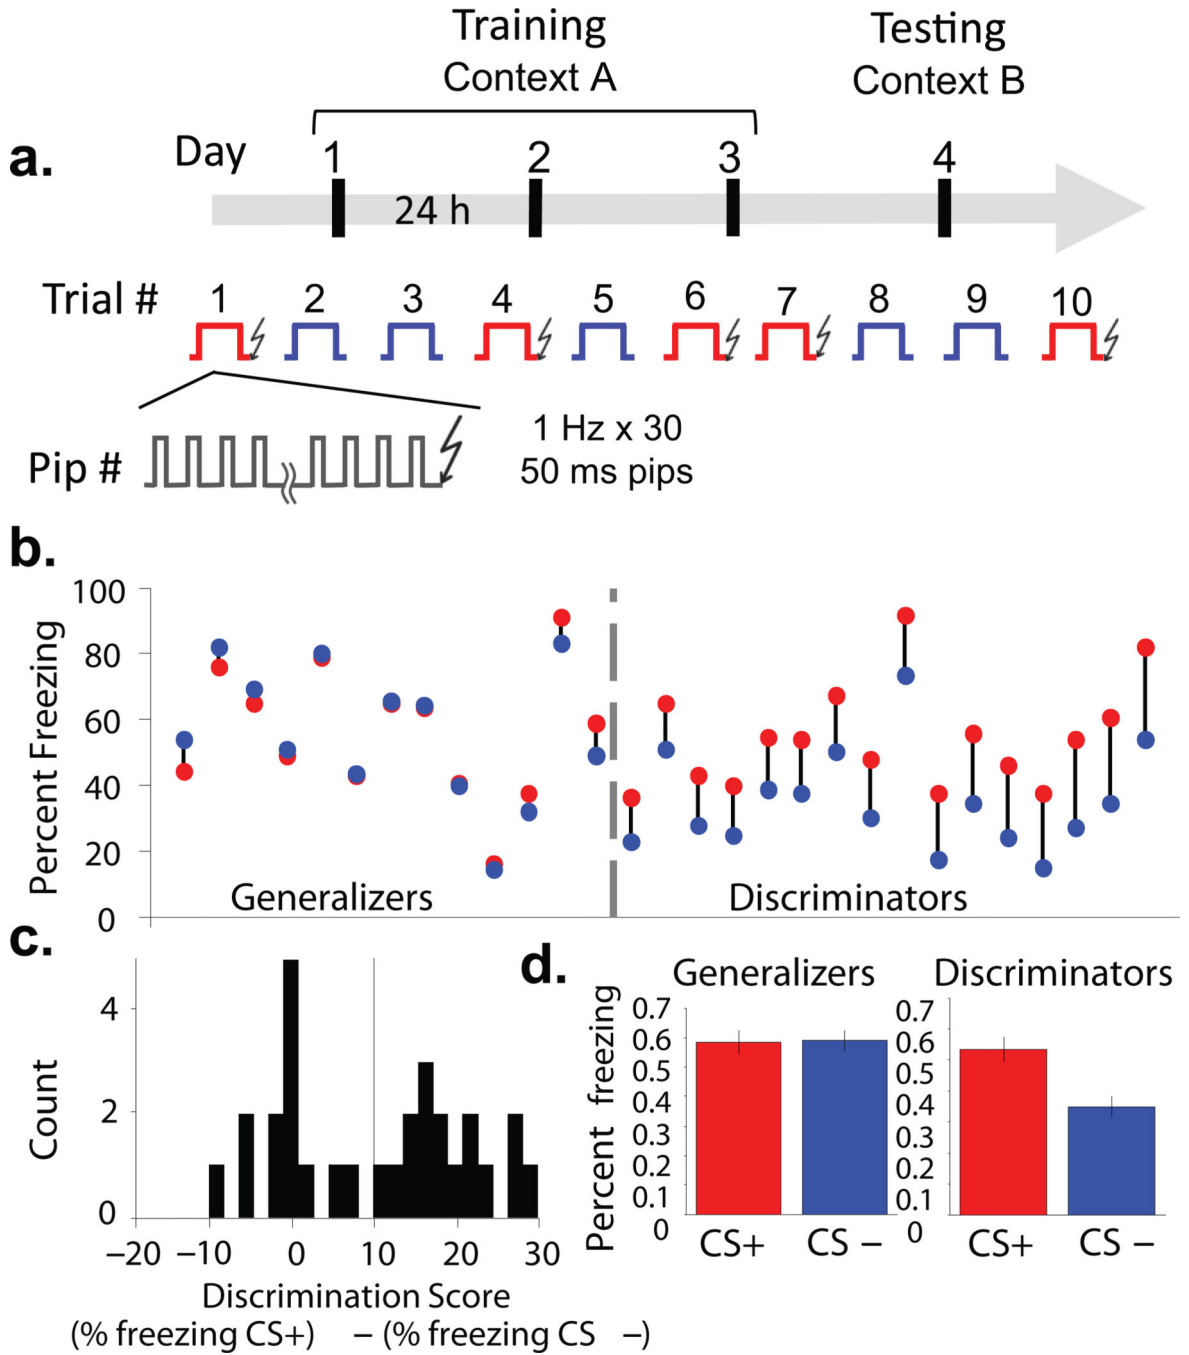 Training
Context A
Testing
Context B
a.
Day 1 2 3 4
24 h
Trial # 1 2 3 4 5 6 7 8 9 10
Pip #
1 Hz x 30
50 ms pips
b.
Percent Freezing
100
80
60
40
20
0
Generalizers
Discriminators
c.
Count
4
2
0
−20 −10 0 10 20 30
Discrimination Score
(% freezing CS+) − (% freezing CS −)
d.
Percent freezing
Generalizers
0.7
0.6
0.5
0.4
0.3
0.2
0.1
0
CS+ CS −
Discriminators
0.7
0.6
0.5
0.4
0.3
0.2
0.1
0
CS+ CS −